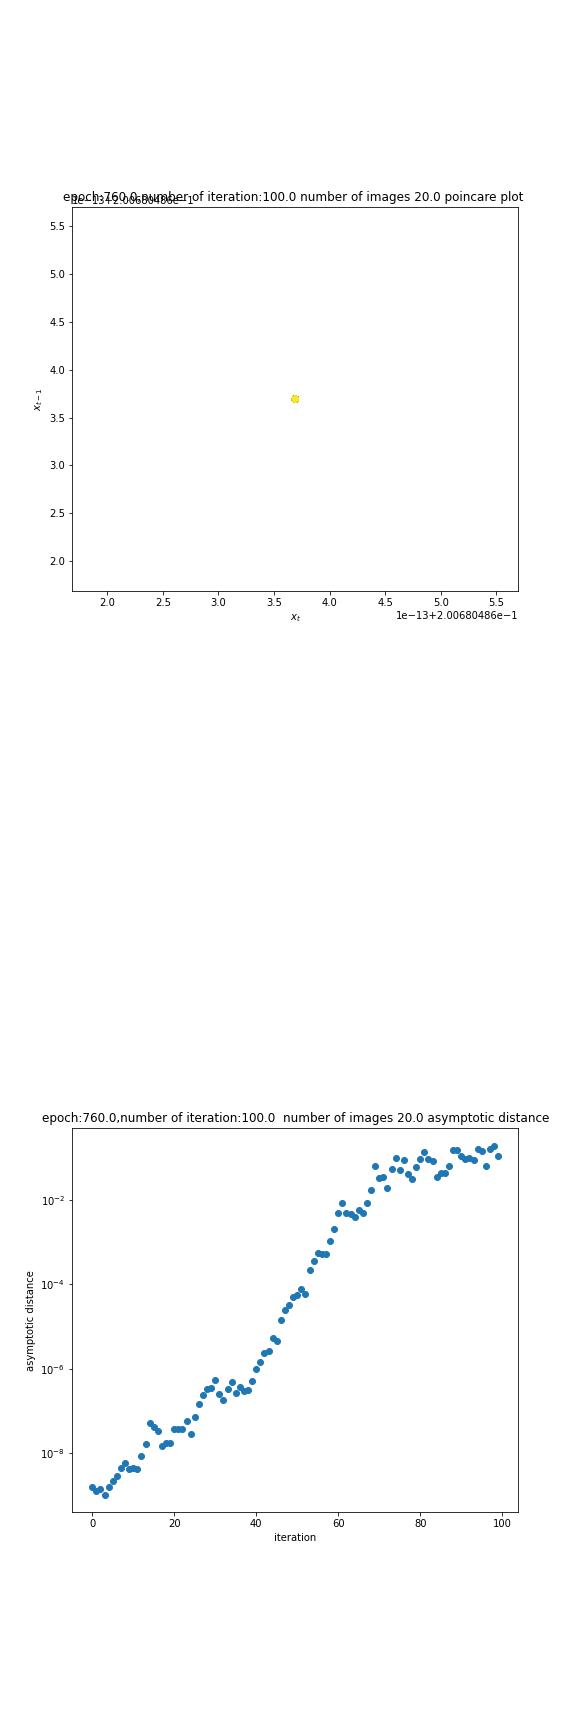 epoch:760.0,number of iteration:100.0 number of images 20.0 poincare plot
1e−13+2.00680486e−1
5.5
5.0
4.5
4.0
3.5
3.0
2.5
2.0
x_{t−1}
2.0 2.5 3.0 3.5 4.0 4.5 5.0 5.5
x_t
1e−13+2.00680486e−1
epoch:760.0,number of iteration:100.0  number of images 20.0 asymptotic distance
10^{−2}
10^{−4}
10^{−6}
10^{−8}
asymptotic distance
0 20 40 60 80 100
iteration